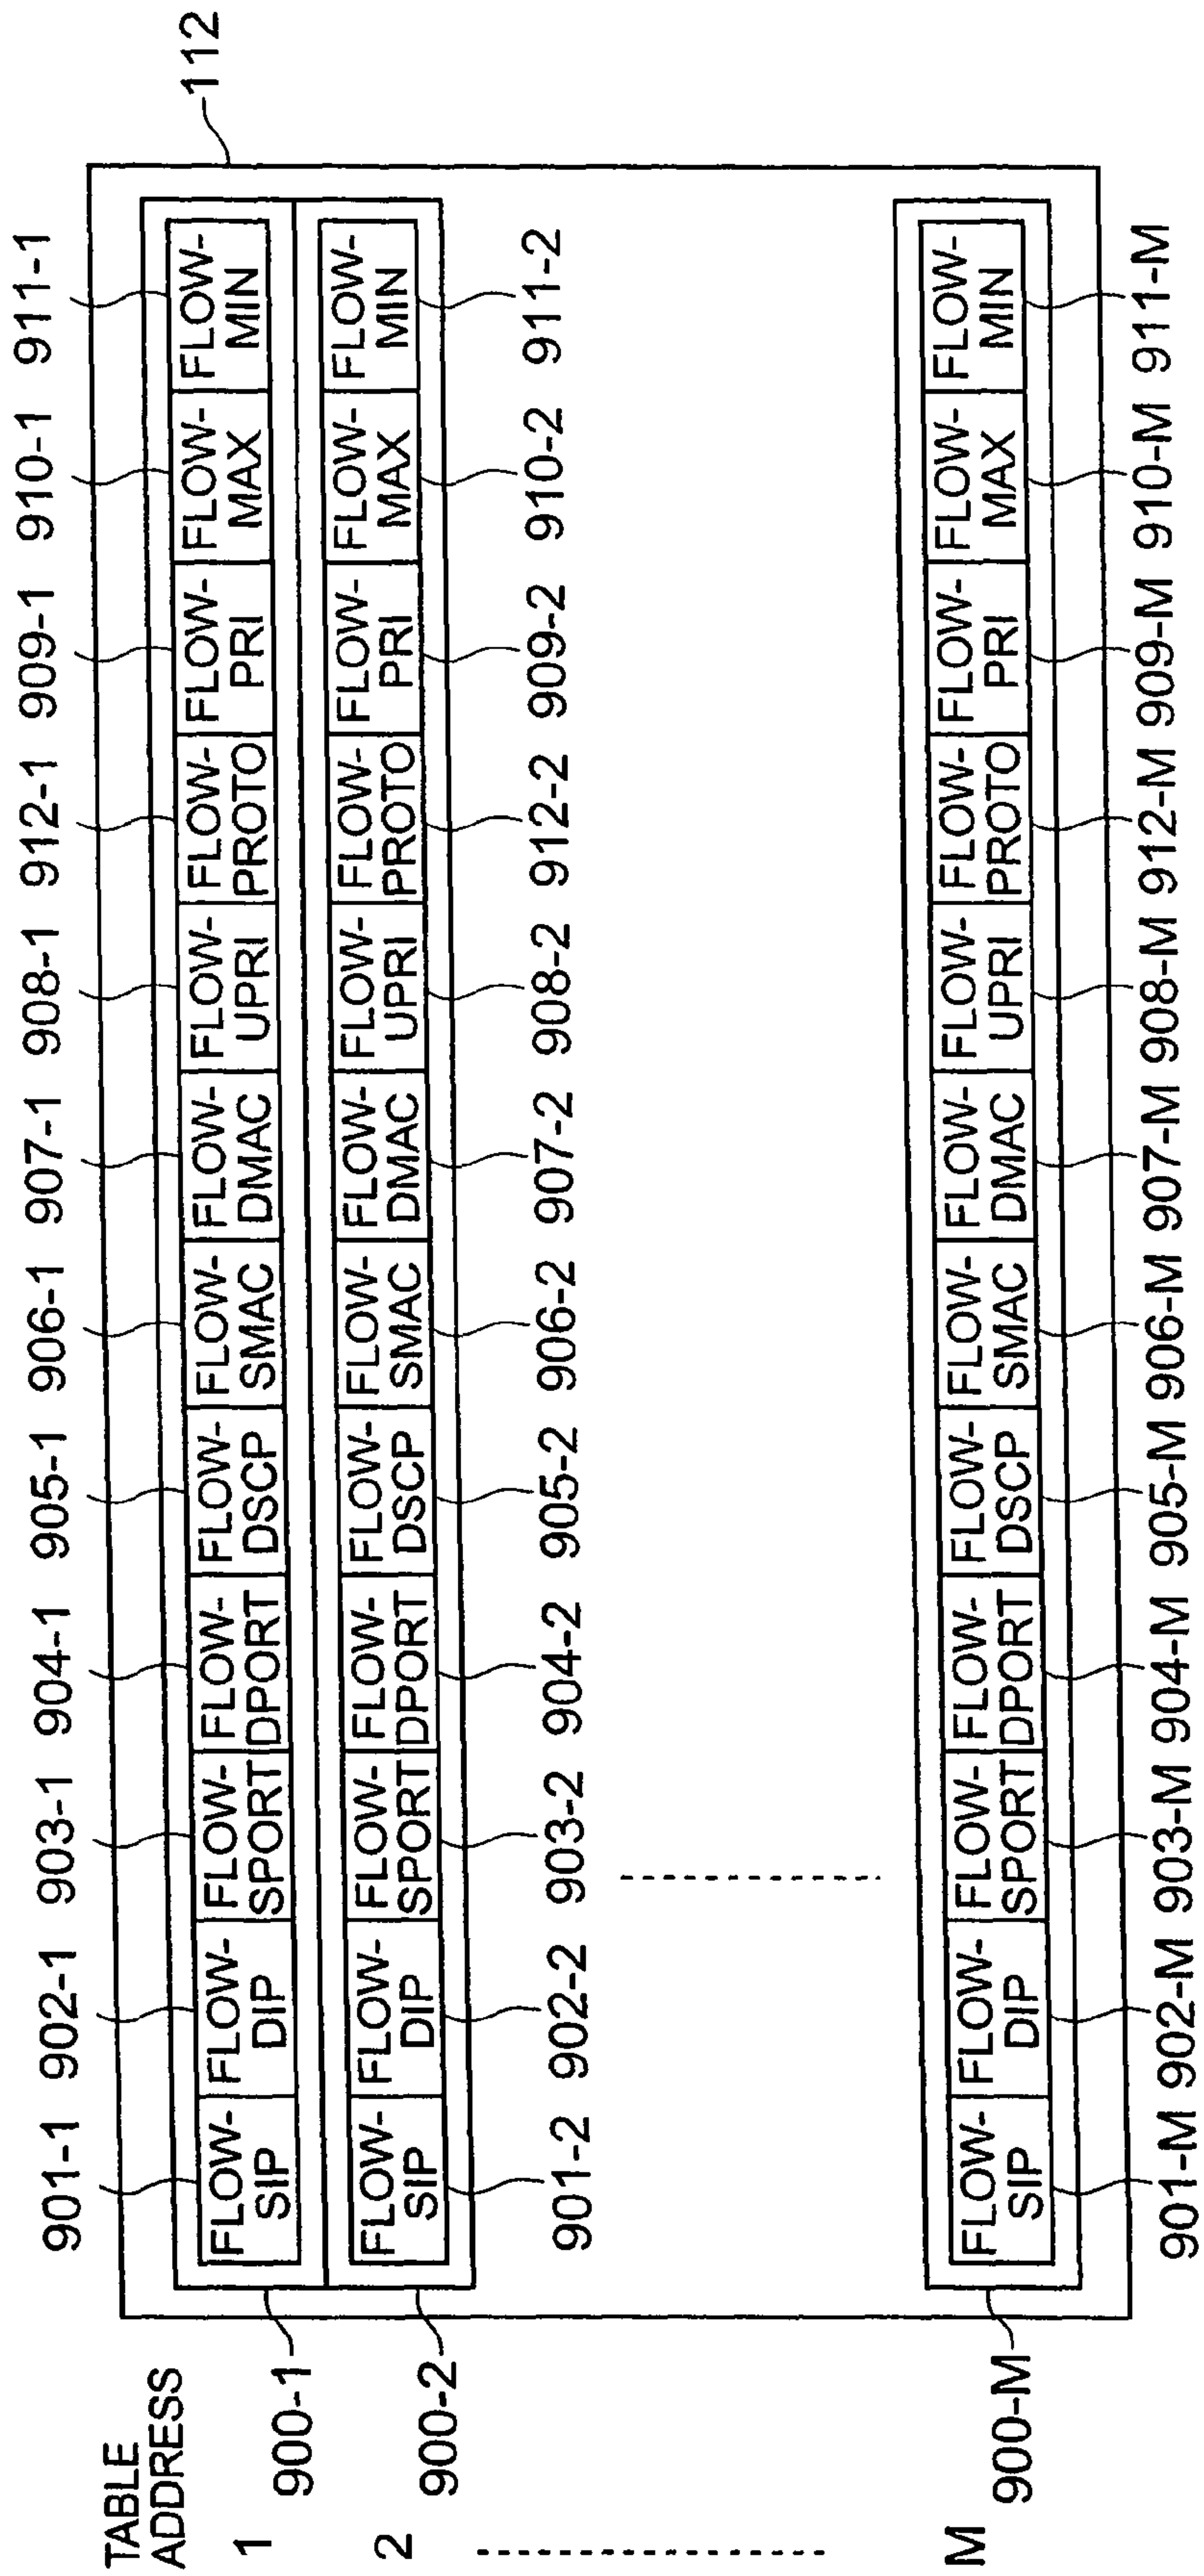 112
901-1 902-1 903-1 904-1 905-1 906-1 907-1 908-1 912-1 909-1 910-1 911-1
TABLE
ADDRESS
1
FLOW-
SIP
FLOW-
DIP
FLOW-
SPORT
FLOW-
DPORT
FLOW-
DSCP
FLOW-
SMAC
FLOW-
DMAC
FLOW-
UPRI
FLOW-
PROTO
FLOW-
PRI
FLOW-
MAX
FLOW-
MIN
900-1
2
FLOW-
SIP
FLOW-
DIP
FLOW-
SPORT
FLOW-
DPORT
FLOW-
DSCP
FLOW-
SMAC
FLOW-
DMAC
FLOW-
UPRI
FLOW-
PROTO
FLOW-
PRI
FLOW-
MAX
FLOW-
MIN
900-2
901-2 902-2 903-2 904-2 905-2 906-2 907-2 908-2 912-2 909-2 910-2 911-2
M
FLOW-
SIP
FLOW-
DIP
FLOW-
SPORT
FLOW-
DPORT
FLOW-
DSCP
FLOW-
SMAC
FLOW-
DMAC
FLOW-
UPRI
FLOW-
PROTO
FLOW-
PRI
FLOW-
MAX
FLOW-
MIN
900-M
901-M 902-M 903-M 904-M 905-M 906-M 907-M 908-M 912-M 909-M 910-M 911-M